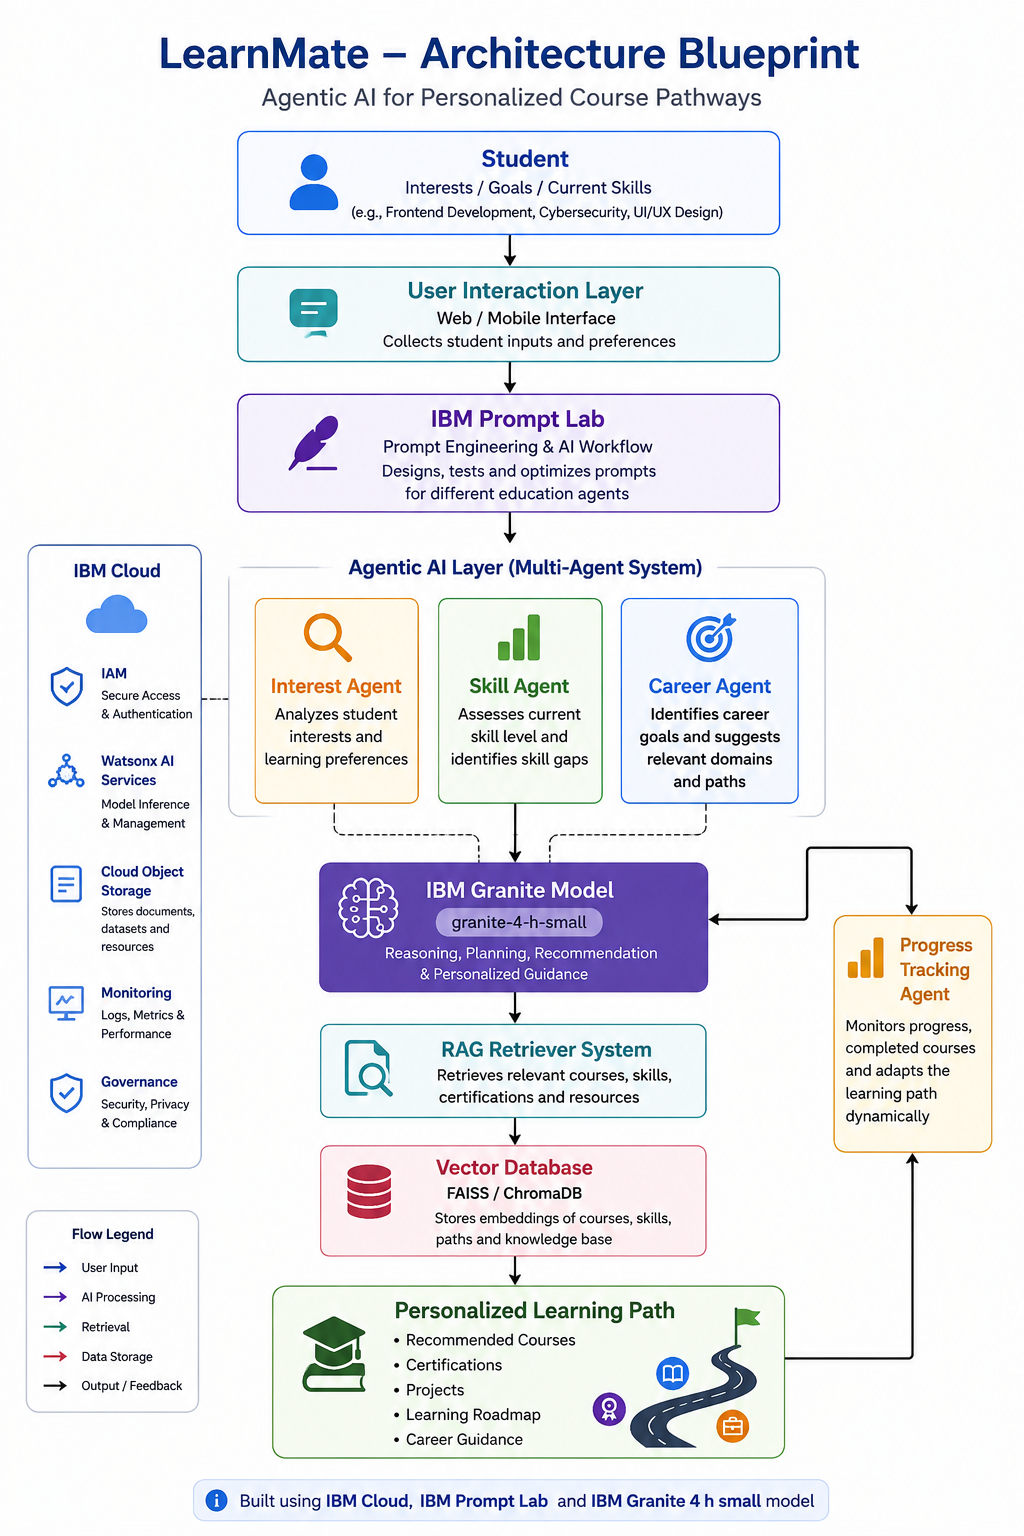 LearnMate – Architecture Blueprint
Agentic AI for Personalized Course Pathways
Student
Interests / Goals / Current Skills
(e.g., Frontend Development, Cybersecurity, UI/UX Design)
User Interaction Layer
Web / Mobile Interface
Collects student inputs and preferences
IBM Prompt Lab
Prompt Engineering & AI Workflow
Designs, tests and optimizes prompts
for different education agents
IBM Cloud
IAM
Secure Access
& Authentication
Watsonx AI
Services
Model Inference
& Management
Cloud Object
Storage
Stores documents,
datasets and
resources
Monitoring
Logs, Metrics &
Performance
Governance
Security, Privacy
& Compliance
Agentic AI Layer (Multi-Agent System)
Interest Agent
Analyzes student
interests and
learning preferences
Skill Agent
Assesses current
skill level and
identifies skill gaps
Career Agent
Identifies career
goals and suggests
relevant domains
and paths
IBM Granite Model
granite-4-h-small
Reasoning, Planning, Recommendation
& Personalized Guidance
Progress
Tracking
Agent
Monitors progress,
completed courses
and adapts the
learning path
dynamically
RAG Retriever System
Retrieves relevant courses, skills,
certifications and resources
Vector Database
FAISS / ChromaDB
Stores embeddings of courses, skills,
paths and knowledge base
Flow Legend
User Input
AI Processing
Retrieval
Data Storage
Output / Feedback
Personalized Learning Path
• Recommended Courses
• Certifications
• Projects
• Learning Roadmap
• Career Guidance
i Built using IBM Cloud, IBM Prompt Lab and IBM Granite 4 h small model